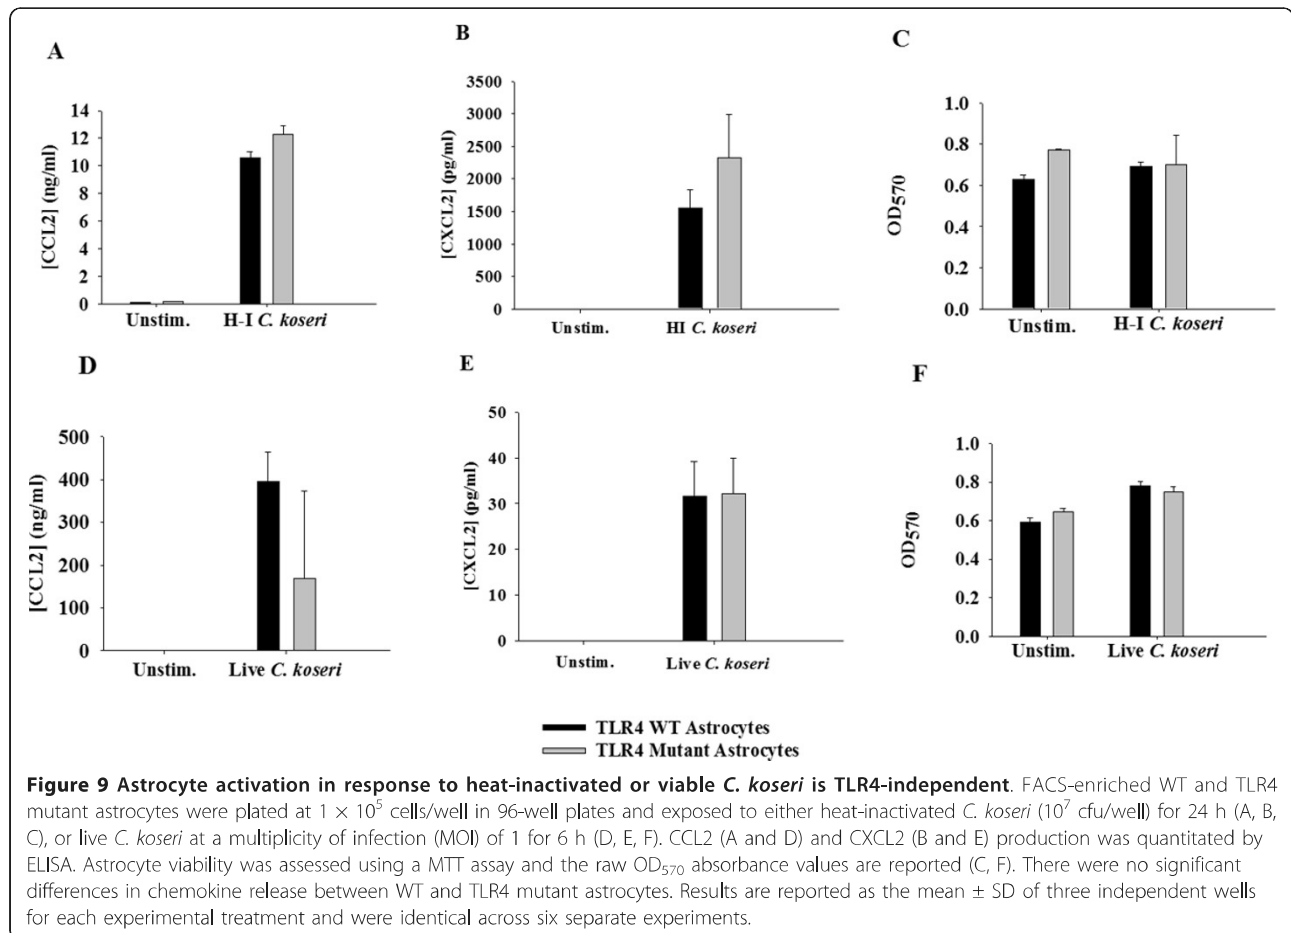 A
[CCL2] (ng/ml)
14
12
10
8
6
4
2
0
Unstim.
H-I C. koseri
B
[CXCL2] (pg/ml)
3500
3000
2500
2000
1500
1000
500
0
Unstim.
HI C. koseri
C
OD570
1.0
0.8
0.6
0.4
0.2
0.0
Unstim.
H-I C. koseri
D
[CCL2] (ng/ml)
500
400
300
200
100
0
Unstim.
Live C. koseri
E
[CXCL2] (pg/ml)
50
40
30
20
10
0
Unstim.
Live C. koseri
F
OD570
1.0
0.8
0.6
0.4
0.2
0.0
Unstim.
Live C. koseri
TLR4 WT Astrocytes
TLR4 Mutant Astrocytes
Figure 9 Astrocyte activation in response to heat-inactivated or viable C. koseri is TLR4-independent. FACS-enriched WT and TLR4
mutant astrocytes were plated at 1 × 10⁵ cells/well in 96-well plates and exposed to either heat-inactivated C. koseri (10⁷ cfu/well) for 24 h (A, B,
C), or live C. koseri at a multiplicity of infection (MOI) of 1 for 6 h (D, E, F). CCL2 (A and D) and CXCL2 (B and E) production was quantitated by
ELISA. Astrocyte viability was assessed using a MTT assay and the raw OD570 absorbance values are reported (C, F). There were no significant
differences in chemokine release between WT and TLR4 mutant astrocytes. Results are reported as the mean ± SD of three independent wells
for each experimental treatment and were identical across six separate experiments.